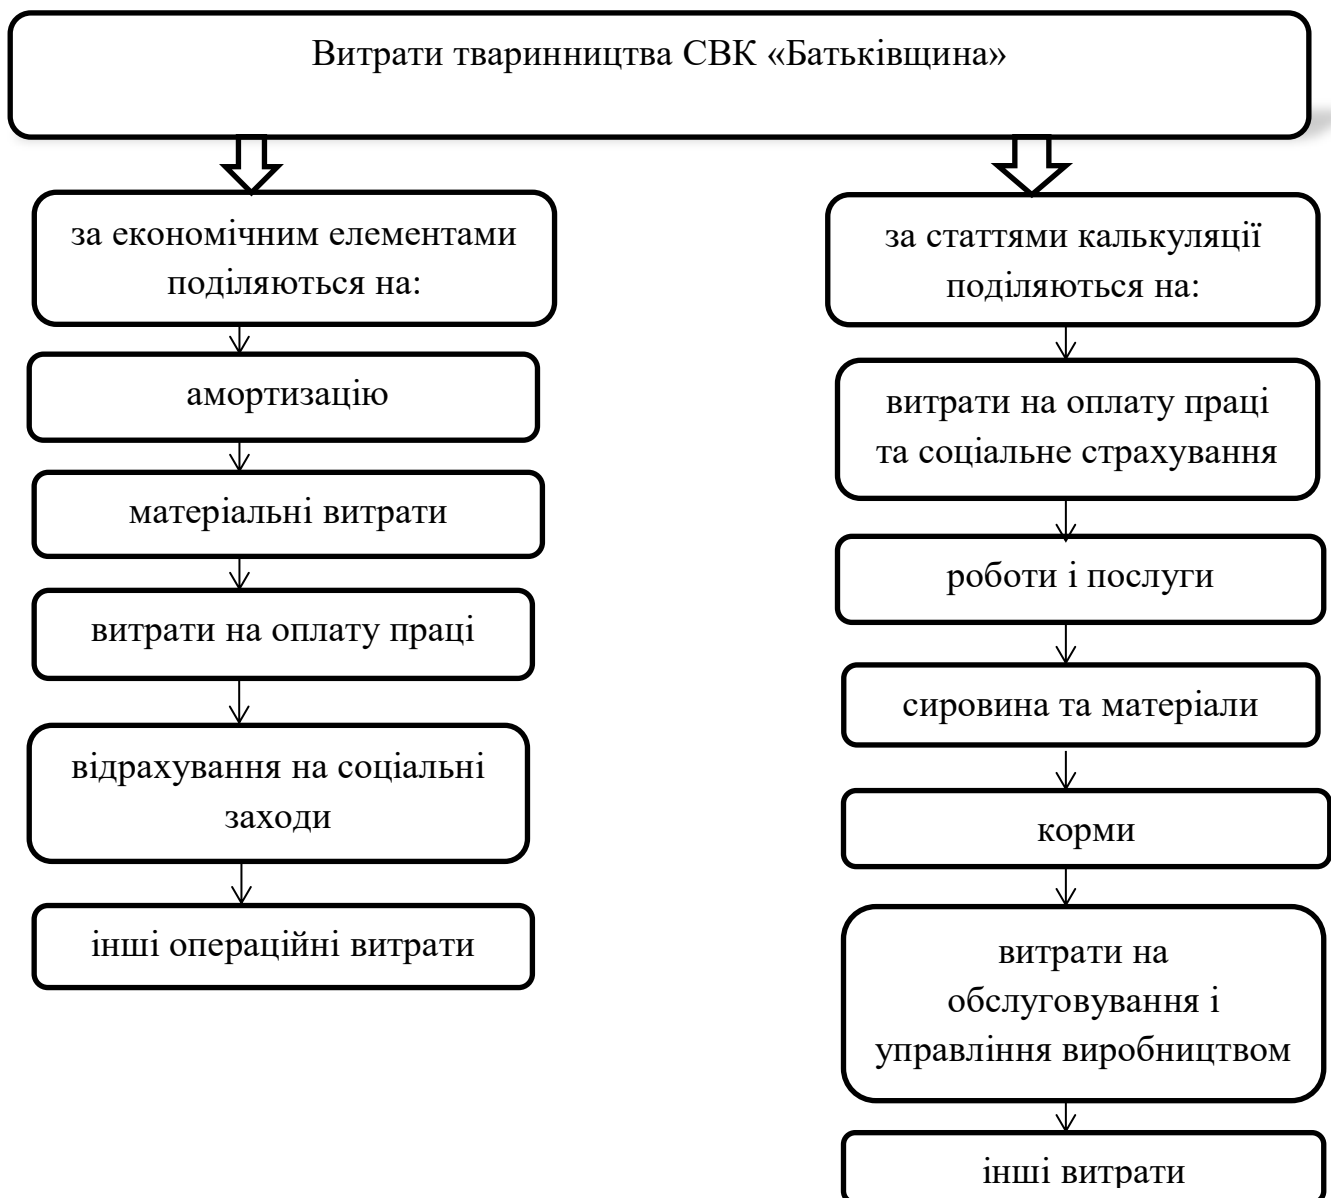 Витрати тваринництва СВК «Батьківщина»
за економічним елементами
поділяються на:
амортизацію
матеріальні витрати
витрати на оплату праці
відрахування на соціальні
заходи
інші операційні витрати
за статтями калькуляції
поділяються на:
витрати на оплату праці
та соціальне страхування
роботи і послуги
сировина та матеріали
корми
витрати на
обслуговування і
управління виробництвом
інші витрати